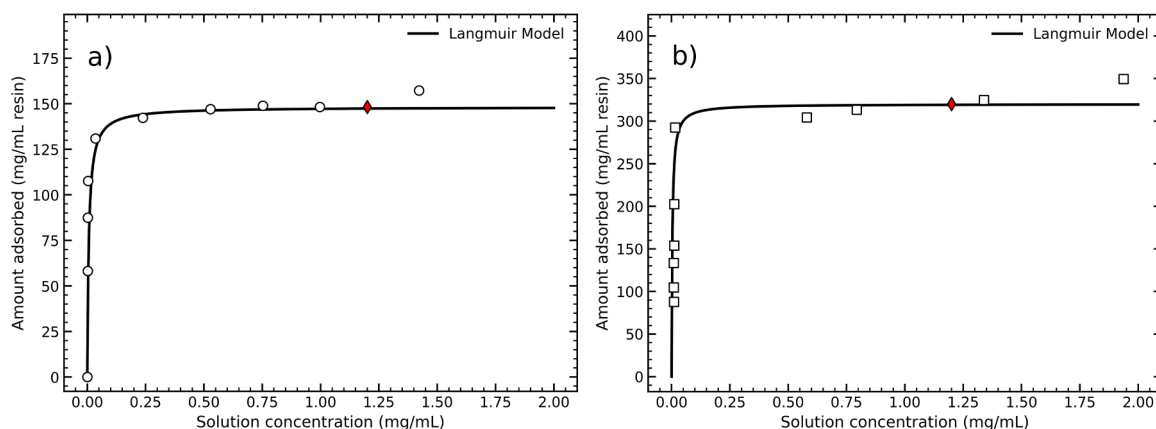 a)
Langmuir Model
Amount adsorbed (mg/mL resin)
175
150
125
100
75
50
25
0
0.00 0.25 0.50 0.75 1.00 1.25 1.50 1.75 2.00
Solution concentration (mg/mL)
b)
Langmuir Model
Amount adsorbed (mg/mL resin)
400
350
300
250
200
150
100
50
0
0.00 0.25 0.50 0.75 1.00 1.25 1.50 1.75 2.00
Solution concentration (mg/mL)